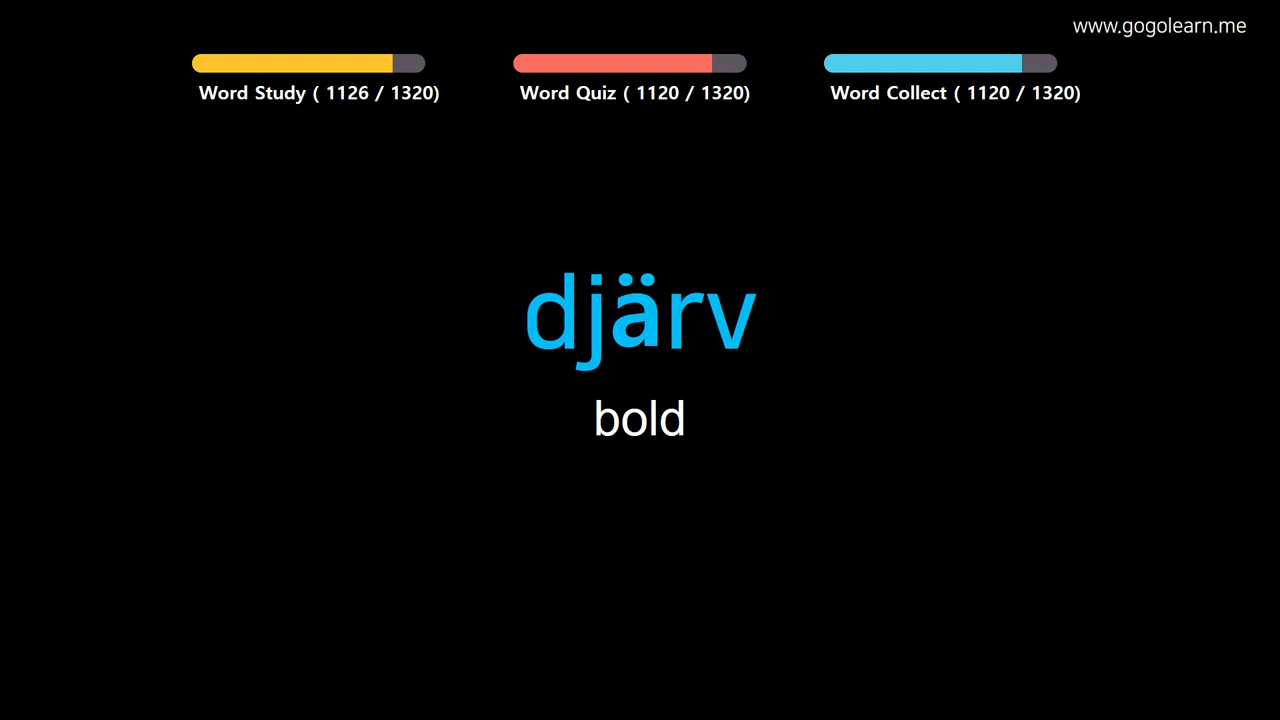 www.gogolearn.me
Word Study ( 1126 / 1320)
Word Quiz ( 1120 / 1320)
Word Collect ( 1120 / 1320)
djärv
bold